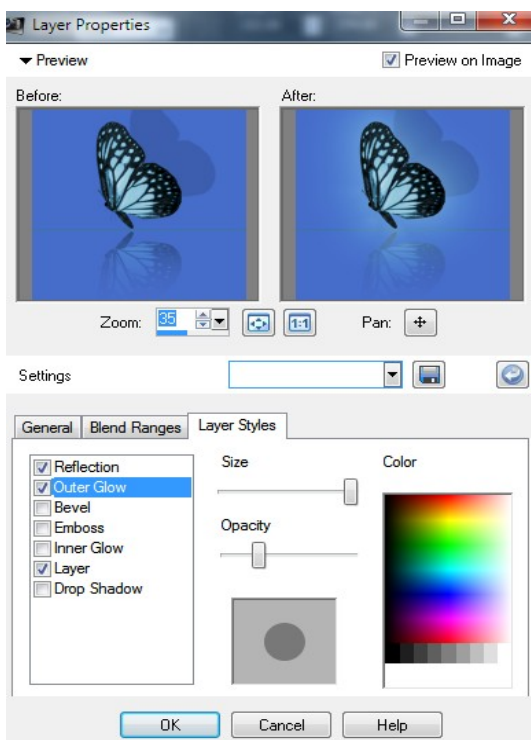 Layer Properties
Preview
Preview on Image
Before:
After:
Zoom: 35
1:1
Pan:
Settings
General Blend Ranges Layer Styles
Reflection
Outer Glow
Bevel
Emboss
Inner Glow
Layer
Drop Shadow
Size
Opacity
Color
OK Cancel Help